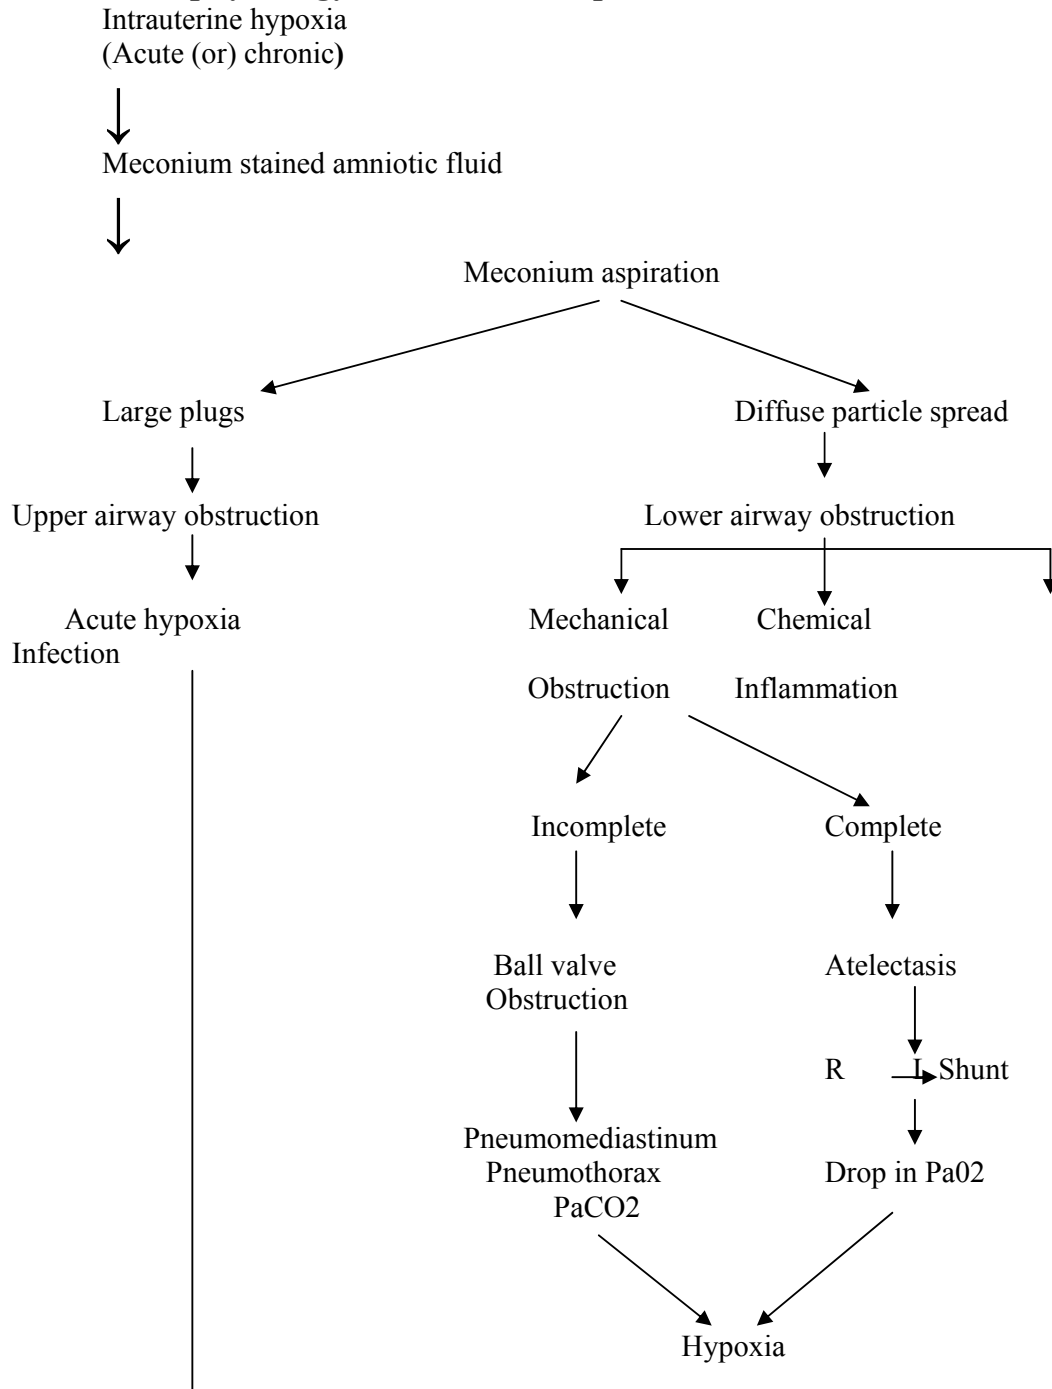 Intrauterine hypoxia
(Acute (or) chronic)
Meconium stained amniotic fluid
Meconium aspiration
Large plugs Diffuse particle spread
Upper airway obstruction Lower airway obstruction
Acute hypoxia Mechanical Chemical
Infection
Obstruction Inflammation
Incomplete Complete
Ball valve Atelectasis
Obstruction
R L Shunt
Pneumomediastinum
Pneumothorax Drop in Pa02
PaCO2
Hypoxia